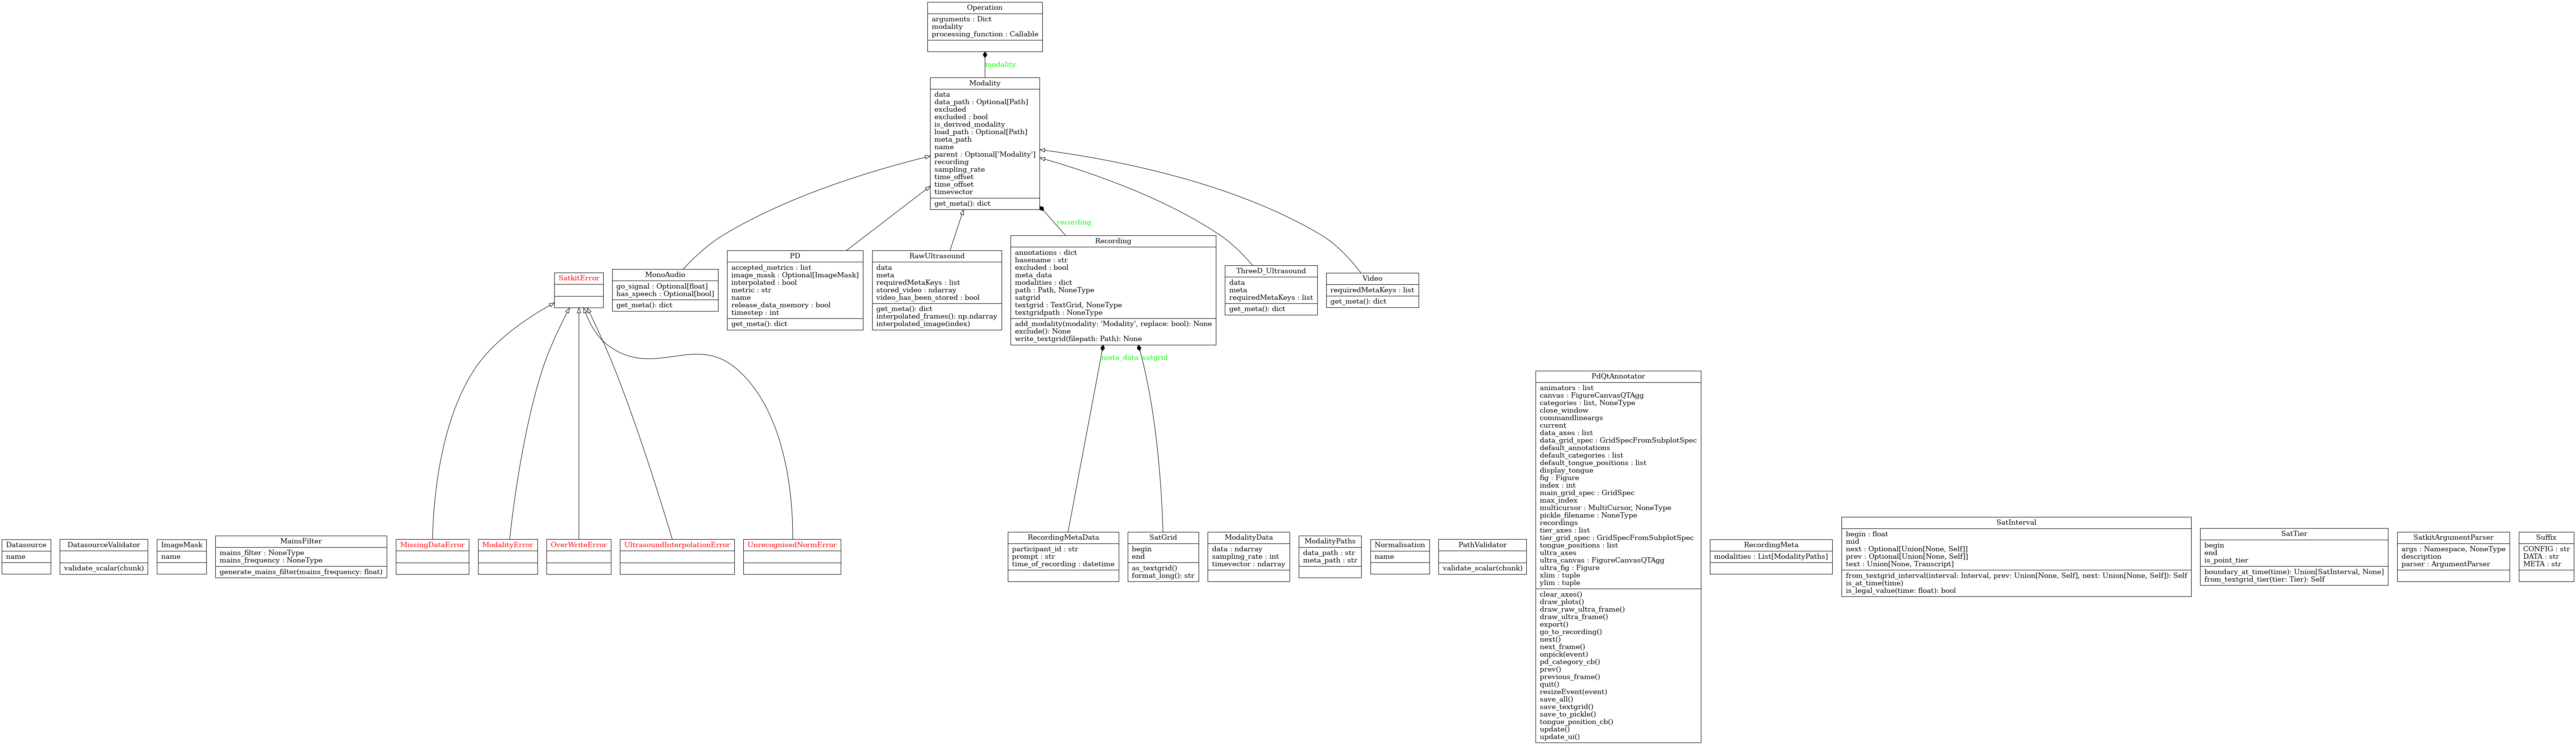 Operation
arguments : Dict
modality
processing_function : Callable
modality
Modality
data
data_path : Optional[Path]
excluded
excluded : bool
is_derived_modality
load_path : Optional[Path]
meta_path
name
parent : Optional['Modality']
recording
sampling_rate
time_offset
time_offset
timevector
get_meta(): dict
recording
SatkitError
MonoAudio
go_signal : Optional[float]
has_speech : Optional[bool]
get_meta(): dict
PD
accepted_metrics : list
image_mask : Optional[ImageMask]
interpolated : bool
metric : str
name
release_data_memory : bool
timestep : int
get_meta(): dict
RawUltrasound
data
meta
requiredMetaKeys : list
stored_video : ndarray
video_has_been_stored : bool
get_meta(): dict
interpolated_frames(): np.ndarray
interpolated_image(index)
Recording
annotations : dict
basename : str
excluded : bool
meta_data
modalities : dict
path : Path, NoneType
satgrid
textgrid : TextGrid, NoneType
textgridpath : NoneType
add_modality(modality: 'Modality', replace: bool): None
exclude(): None
write_textgrid(filepath: Path): None
ThreeD_Ultrasound
data
meta
requiredMetaKeys : list
get_meta(): dict
Video
requiredMetaKeys : list
get_meta(): dict
meta_data
satgrid
Datasource
name
DatasourceValidator
validate_scalar(chunk)
ImageMask
name
MainsFilter
mains_filter : NoneType
mains_frequency : NoneType
generate_mains_filter(mains_frequency: float)
MissingDataError
ModalityError
OverWriteError
UltrasoundInterpolationError
UnrecognisedNormError
RecordingMetaData
participant_id : str
prompt : str
time_of_recording : datetime
SatGrid
begin
end
as_textgrid()
format_long(): str
ModalityData
data : ndarray
sampling_rate : int
timevector : ndarray
ModalityPaths
data_path : str
meta_path : str
Normalisation
name
PathValidator
validate_scalar(chunk)
PdQtAnnotator
animators : list
canvas : FigureCanvasQTAgg
categories : list, NoneType
close_window
commandlineargs
current
data_axes : list
data_grid_spec : GridSpecFromSubplotSpec
default_annotations
default_categories : list
default_tongue_positions : list
display_tongue
fig : Figure
index : int
main_grid_spec : GridSpec
max_index
multicursor : MultiCursor, NoneType
pickle_filename : NoneType
recordings
tier_axes : list
tier_grid_spec : GridSpecFromSubplotSpec
tongue_positions : list
ultra_axes
ultra_canvas : FigureCanvasQTAgg
ultra_fig : Figure
xlim : tuple
ylim : tuple
clear_axes()
draw_plots()
draw_raw_ultra_frame()
draw_ultra_frame()
export()
go_to_recording()
next()
next_frame()
onpick(event)
pd_category_cb()
prev()
previous_frame()
quit()
resizeEvent(event)
save_all()
save_textgrid()
save_to_pickle()
tongue_position_cb()
update()
update_ui()
RecordingMeta
modalities : List[ModalityPaths]
SatInterval
begin : float
mid
next : Optional[Union[None, Self]]
prev : Optional[Union[None, Self]]
text : Union[None, Transcript]
from_textgrid_interval(interval: Interval, prev: Union[None, Self], next: Union[None, Self]): Self
is_at_time(time)
is_legal_value(time: float): bool
SatTier
begin
end
is_point_tier
boundary_at_time(time): Union[SatInterval, None]
from_textgrid_tier(tier: Tier): Self
SatkitArgumentParser
args : Namespace, NoneType
description
parser : ArgumentParser
Suffix
CONFIG : str
DATA : str
META : str